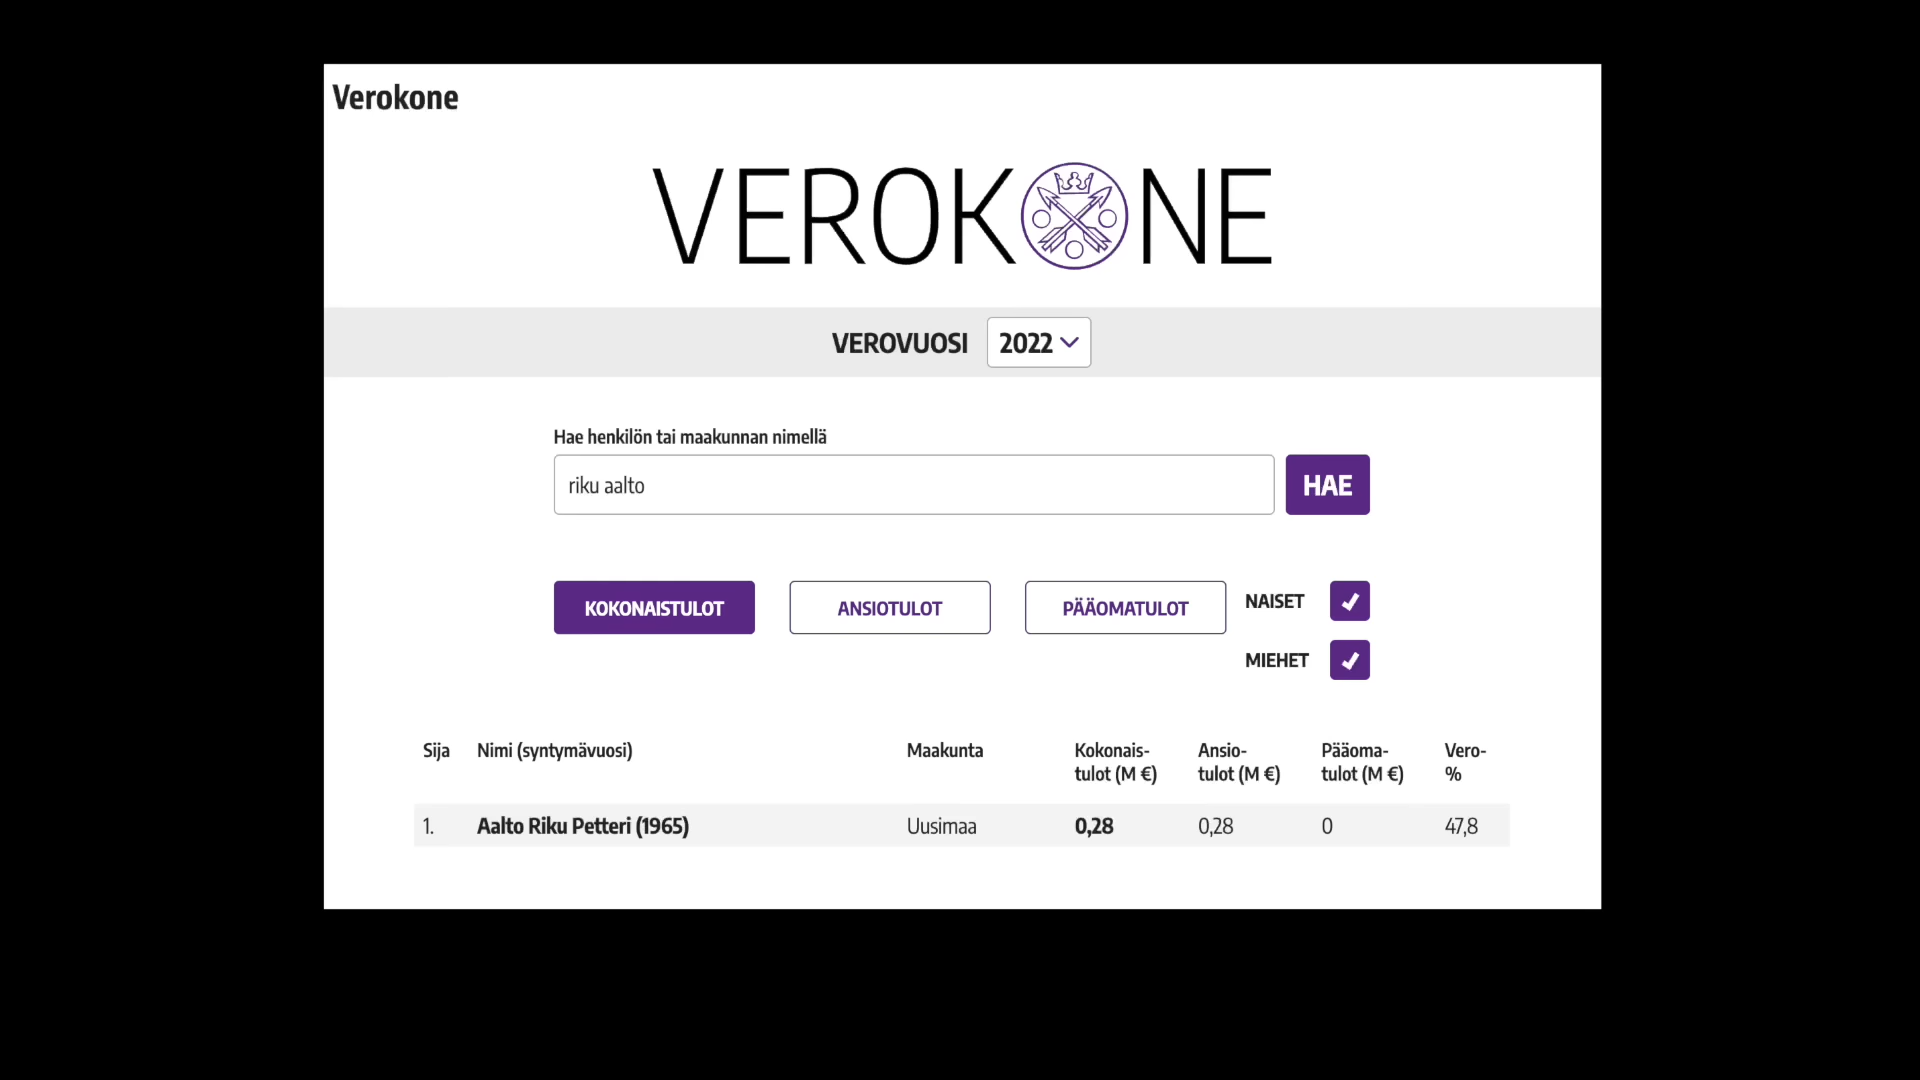 Verokone
VEROKONE
VEROVUOSI 2022
Hae henkilön tai maakunnan nimellä
riku aalto HAE
KOKONAISTULOT ANSIOTULOT PÄÄOMATULOT NAISET
MIEHET
Sija Nimi (syntymävuosi) Maakunta Kokonais- Ansio- Pääoma- Vero-
tulot (M €) tulot (M €) tulot (M €) %
1. Aalto Riku Petteri (1965) Uusimaa 0,28 0,28 0 47,8